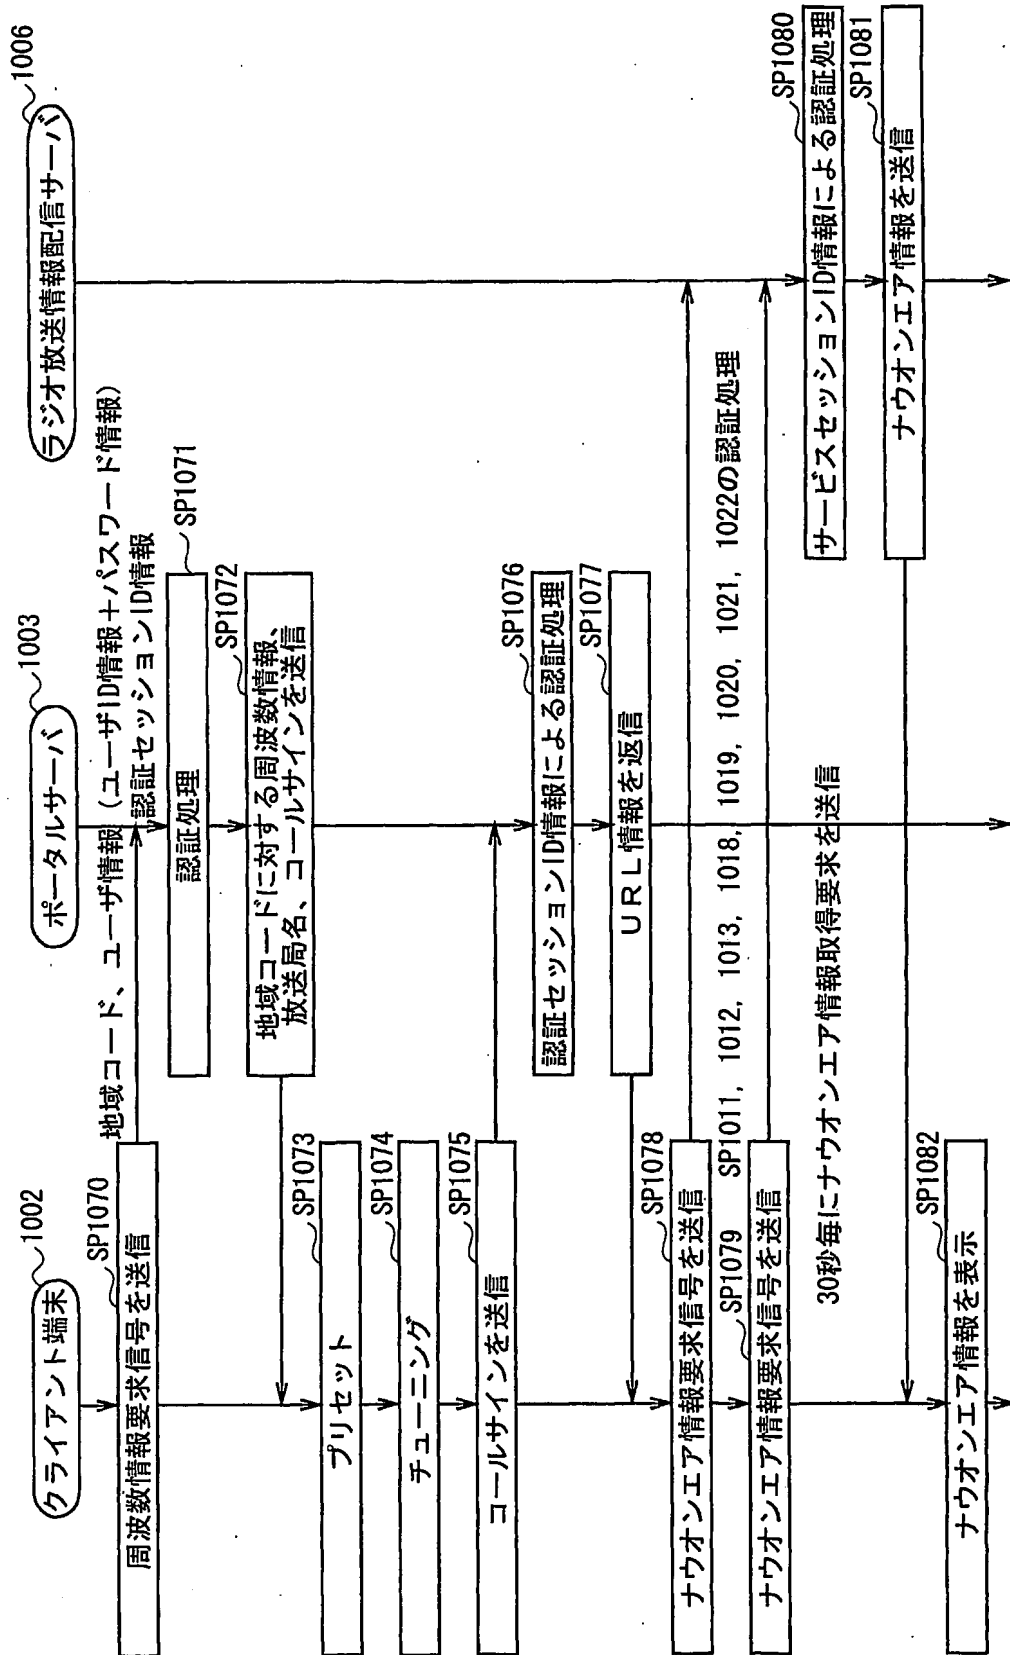 クライアント端末
1002
ポータルサーバ
1003
ラジオ放送情報配信サーバ
1006
SP1070
周波数情報要求信号を送信
地域コード、ユーザ情報(ユーザID情報+パスワード情報)
認証セッションID情報
SP1071
認証処理
SP1072
地域コードに対する周波数情報、
放送局名、コールサインを送信
SP1073
プリセット
SP1074
チューニング
SP1075
コールサインを送信
SP1076
認証セッションID情報による認証処理
SP1077
URL情報を返信
SP1078
ナウオンエア情報要求信号を送信
SP1011, 1012, 1013, 1018, 1019, 1020, 1021, 1022の認証処理
SP1079
ナウオンエア情報要求信号を送信
30秒毎にナウオンエア情報取得要求を送信
SP1080
サービスセッションID情報による認証処理
SP1081
ナウオンエア情報を送信
SP1082
ナウオンエア情報を表示